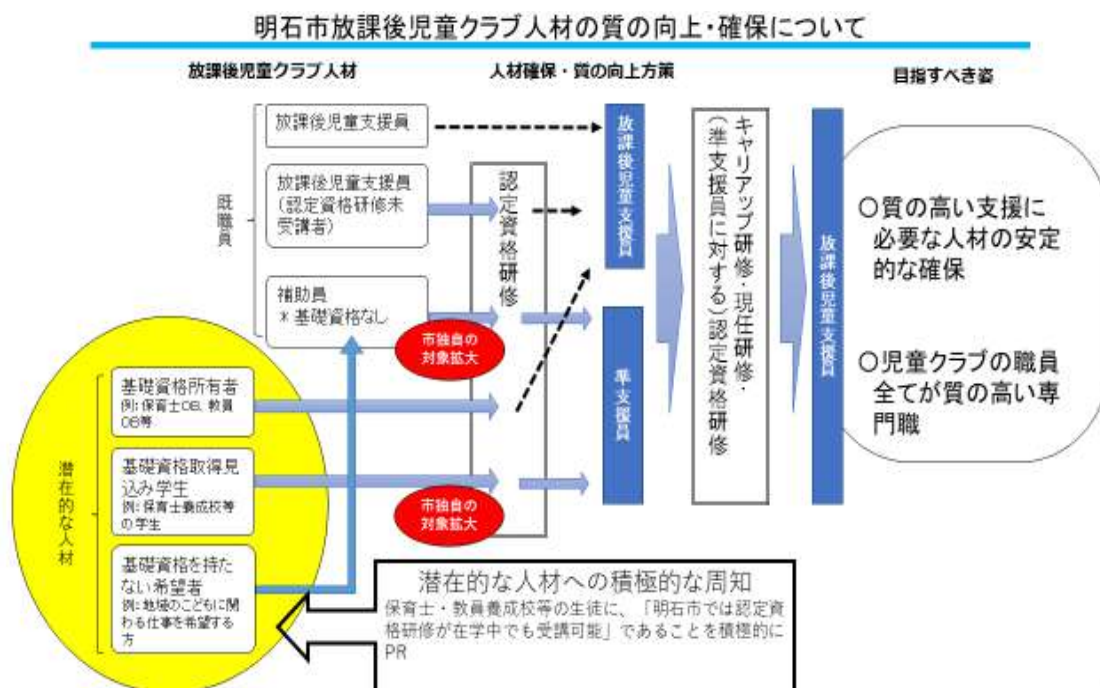 明石市放課後児童クラブ人材の質の向上・確保について
放課後児童クラブ人材
人材確保・質の向上方策
目指すべき姿
既職員
放課後児童支援員
放課後児童支援員
(認定資格研修未
受講者)
補助員
＊基礎資格なし
市独自の
対象拡大
認定資格研修
放課後児童支援員
準支援員
キャリアアップ研修・現任研修・
(準支援員に対する)認定資格研修
放課後児童支援員
○質の高い支援に
必要な人材の安定
的な確保
○児童クラブの職員
全てが質の高い専
門職
潜在的な人材
基礎資格所有者
例:保育士OB、教員
OB等
基礎資格取得見
込み学生
例:保育士養成校等
の学生
市独自の
対象拡大
基礎資格を持た
ない希望者
例:地域のこどもに関
わる仕事を希望する
方
潜在的な人材への積極的な周知
保育士・教員養成校等の生徒に、「明石市では認定資
格研修が在学中でも受講可能」であることを積極的に
PR